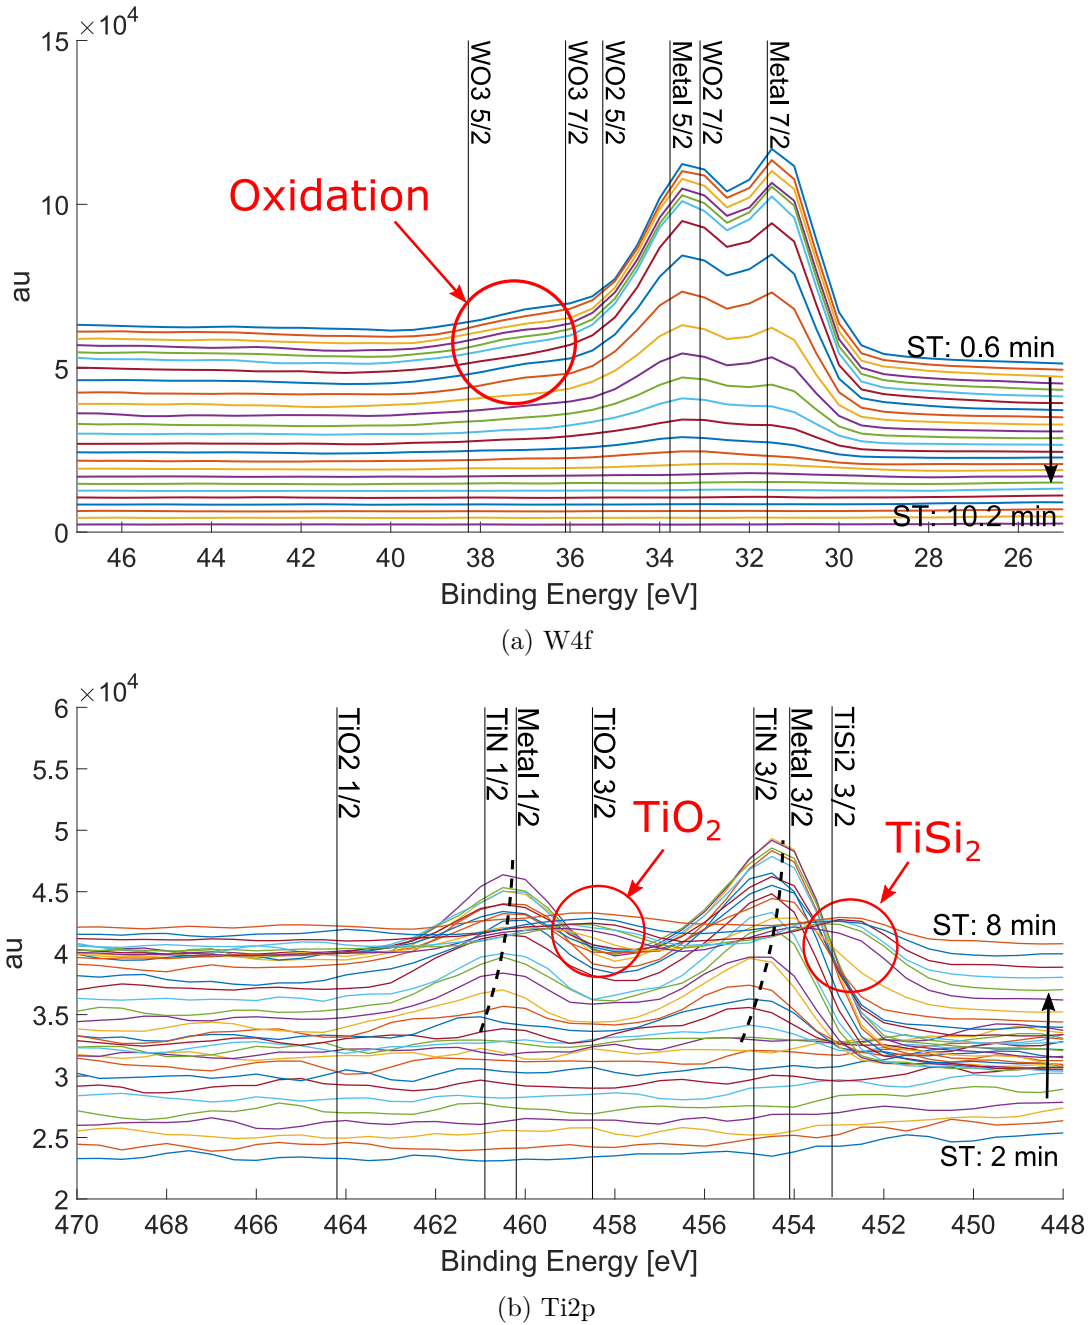 ×10⁴
15
10
5
0
au
WO3 5/2
WO3 7/2
WO2 5/2
Metal 5/2
WO2 7/2
Metal 7/2
Oxidation
ST: 0.6 min
ST: 10.2 min
46 44 42 40 38 36 34 32 30 28 26
Binding Energy [eV]
(a) W4f
×10⁴
6
5.5
5
4.5
4
3.5
3
2.5
2
au
TiO2 1/2
TiN 1/2
Metal 1/2
TiO2 3/2
TiN 3/2
Metal 3/2
TiSi2 3/2
TiO₂
TiSi₂
ST: 8 min
ST: 2 min
470 468 466 464 462 460 458 456 454 452 450 448
Binding Energy [eV]
(b) Ti2p